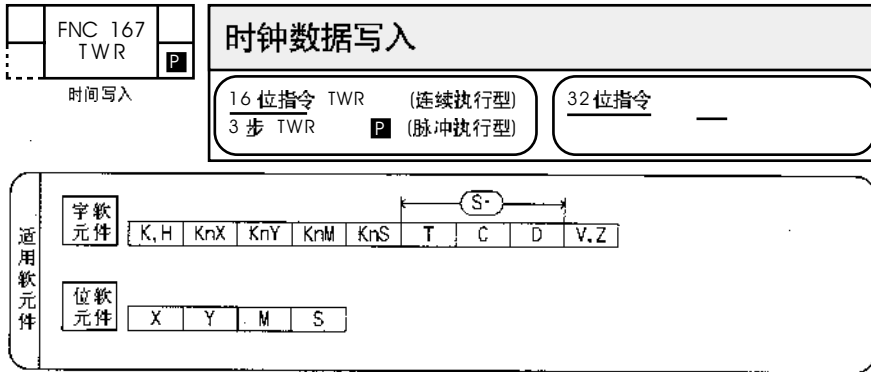 FNC 167
TWR
P
时间写入
时钟数据写入
16位指令 TWR (连续执行型)
3步 TWR P (脉冲执行型)
32位指令 —
适用软元件
字软元件
S·
K,H KnX KnY KnM KnS T C D V,Z
位软元件
X Y M S